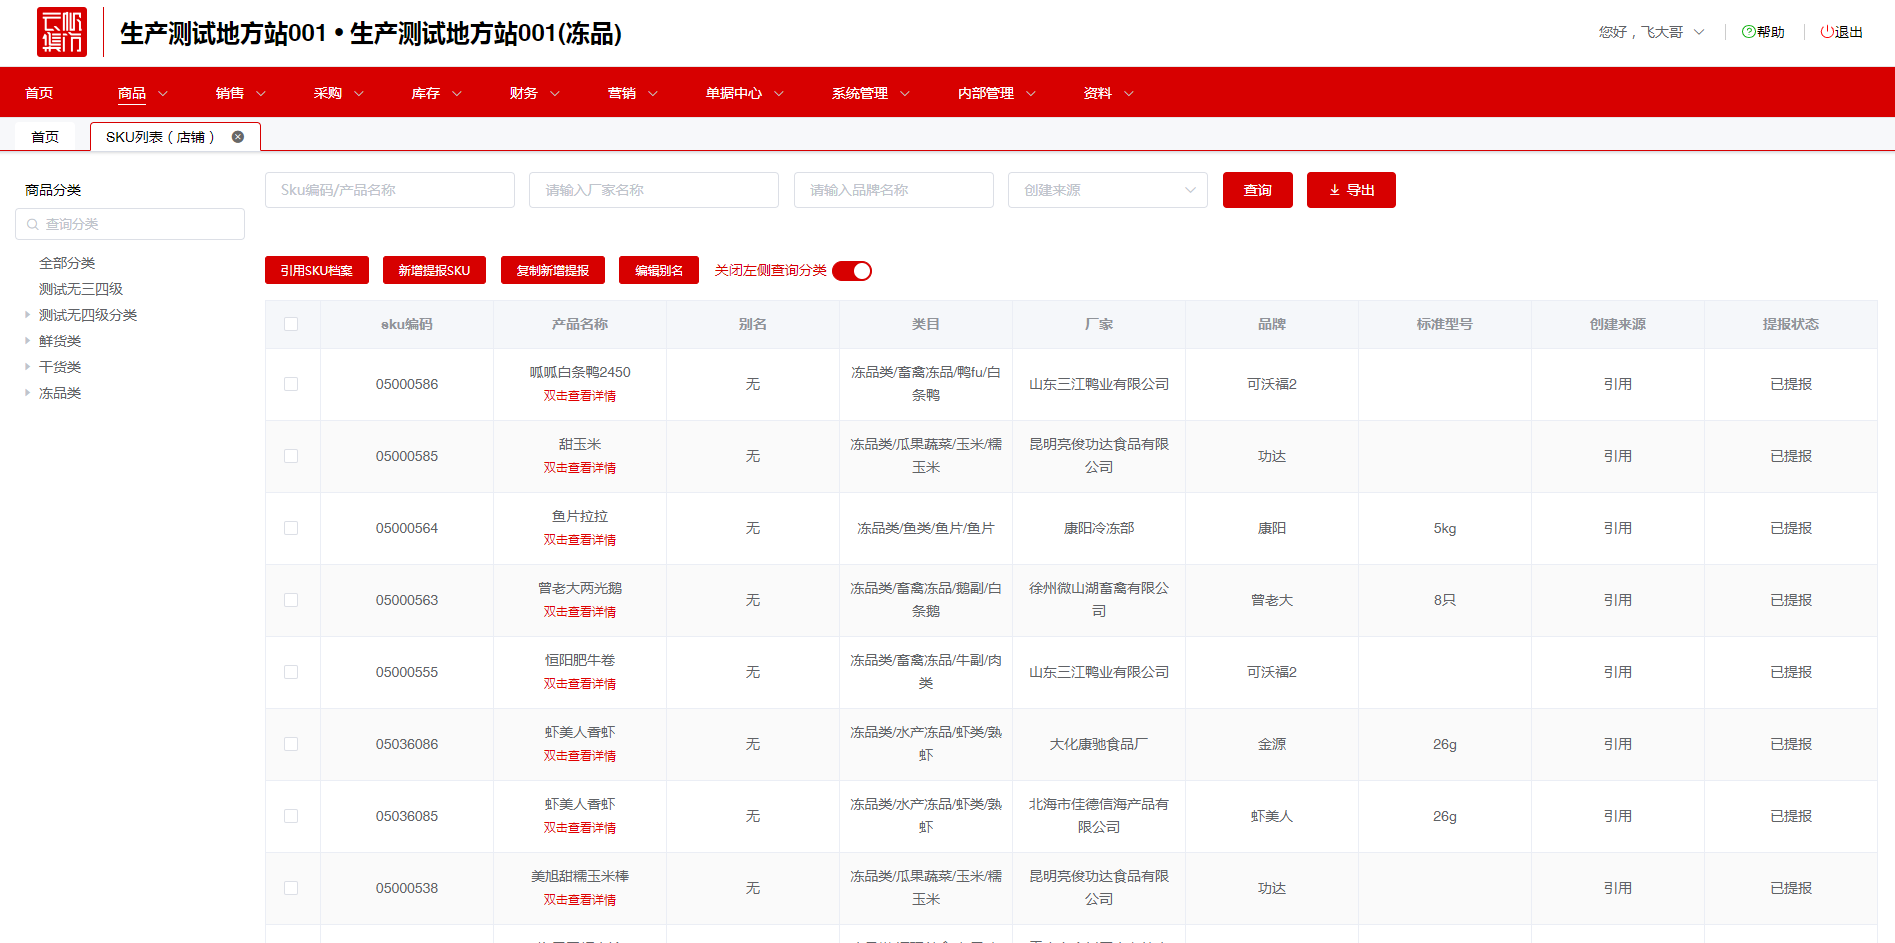 生产测试地方站001 • 生产测试地方站001(冻品)
您好，飞大哥
帮助
退出
首页 商品 销售 采购 库存 财务 营销 单据中心 系统管理 内部管理 资料
首页 SKU列表（店铺）
商品分类
查询分类
全部分类
测试无三四级
测试无四级分类
鲜货类
干货类
冻品类
Sku编码/产品名称 请输入厂家名称 请输入品牌名称 创建来源 查询 导出
引用SKU档案 新增提报SKU 复制新增提报 编辑别名 关闭左侧查询分类
sku编码 产品名称 别名 类目 厂家 品牌 标准型号 创建来源 提报状态
05000586 呱呱白条鸭2450 无 冻品类/畜禽冻品/鸭fu/白 山东三江鸭业有限公司 可沃福2 引用 已提报
双击查看详情 条鸭
05000585 甜玉米 无 冻品类/瓜果蔬菜/玉米/糯 昆明亮俊功达食品有限 功达 引用 已提报
双击查看详情 玉米 公司
05000564 鱼片拉拉 无 冻品类/鱼类/鱼片/鱼片 康阳冷冻部 康阳 5kg 引用 已提报
双击查看详情
05000563 曾老大两光鹅 无 冻品类/畜禽冻品/鹅副/白 徐州微山湖畜禽有限公 曾老大 8只 引用 已提报
双击查看详情 条鹅 司
05000555 恒阳肥牛卷 无 冻品类/畜禽冻品/牛副/肉 山东三江鸭业有限公司 可沃福2 引用 已提报
双击查看详情 类
05036086 虾美人香虾 无 冻品类/水产冻品/虾类/熟 大化康驰食品厂 金源 26g 引用 已提报
双击查看详情 虾
05036085 虾美人香虾 无 冻品类/水产冻品/虾类/熟 北海市佳德信海产品有 虾美人 26g 引用 已提报
双击查看详情 虾 限公司
05000538 美旭甜糯玉米棒 无 冻品类/瓜果蔬菜/玉米/糯 昆明亮俊功达食品有限 功达 引用 已提报
双击查看详情 玉米 公司